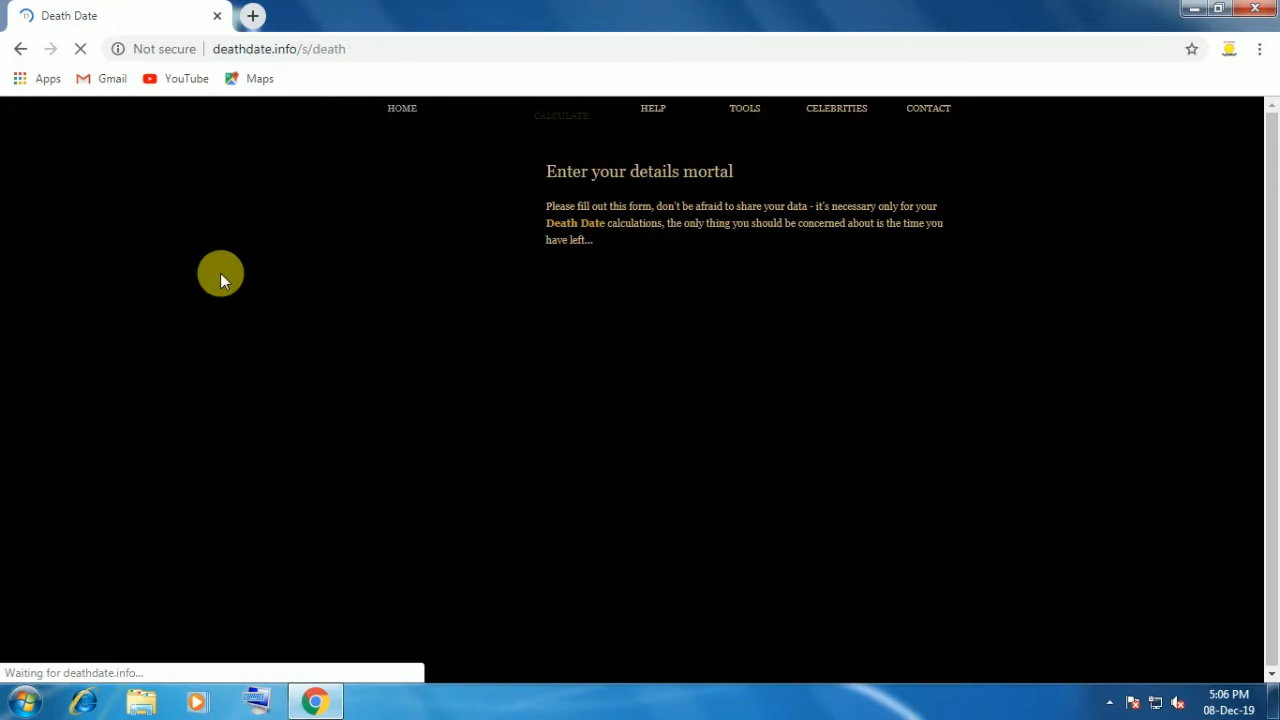 Death Date
Not secure
deathdate.info/s/death
Apps
Gmail
YouTube
Maps
HOME
CALCULATE
HELP
TOOLS
CELEBRITIES
CONTACT
Enter your details mortal
Please fill out this form, don't be afraid to share your data - it's necessary only for your
Death Date calculations, the only thing you should be concerned about is the time you
have left...
Waiting for deathdate.info...
5:06 PM
08-Dec-19